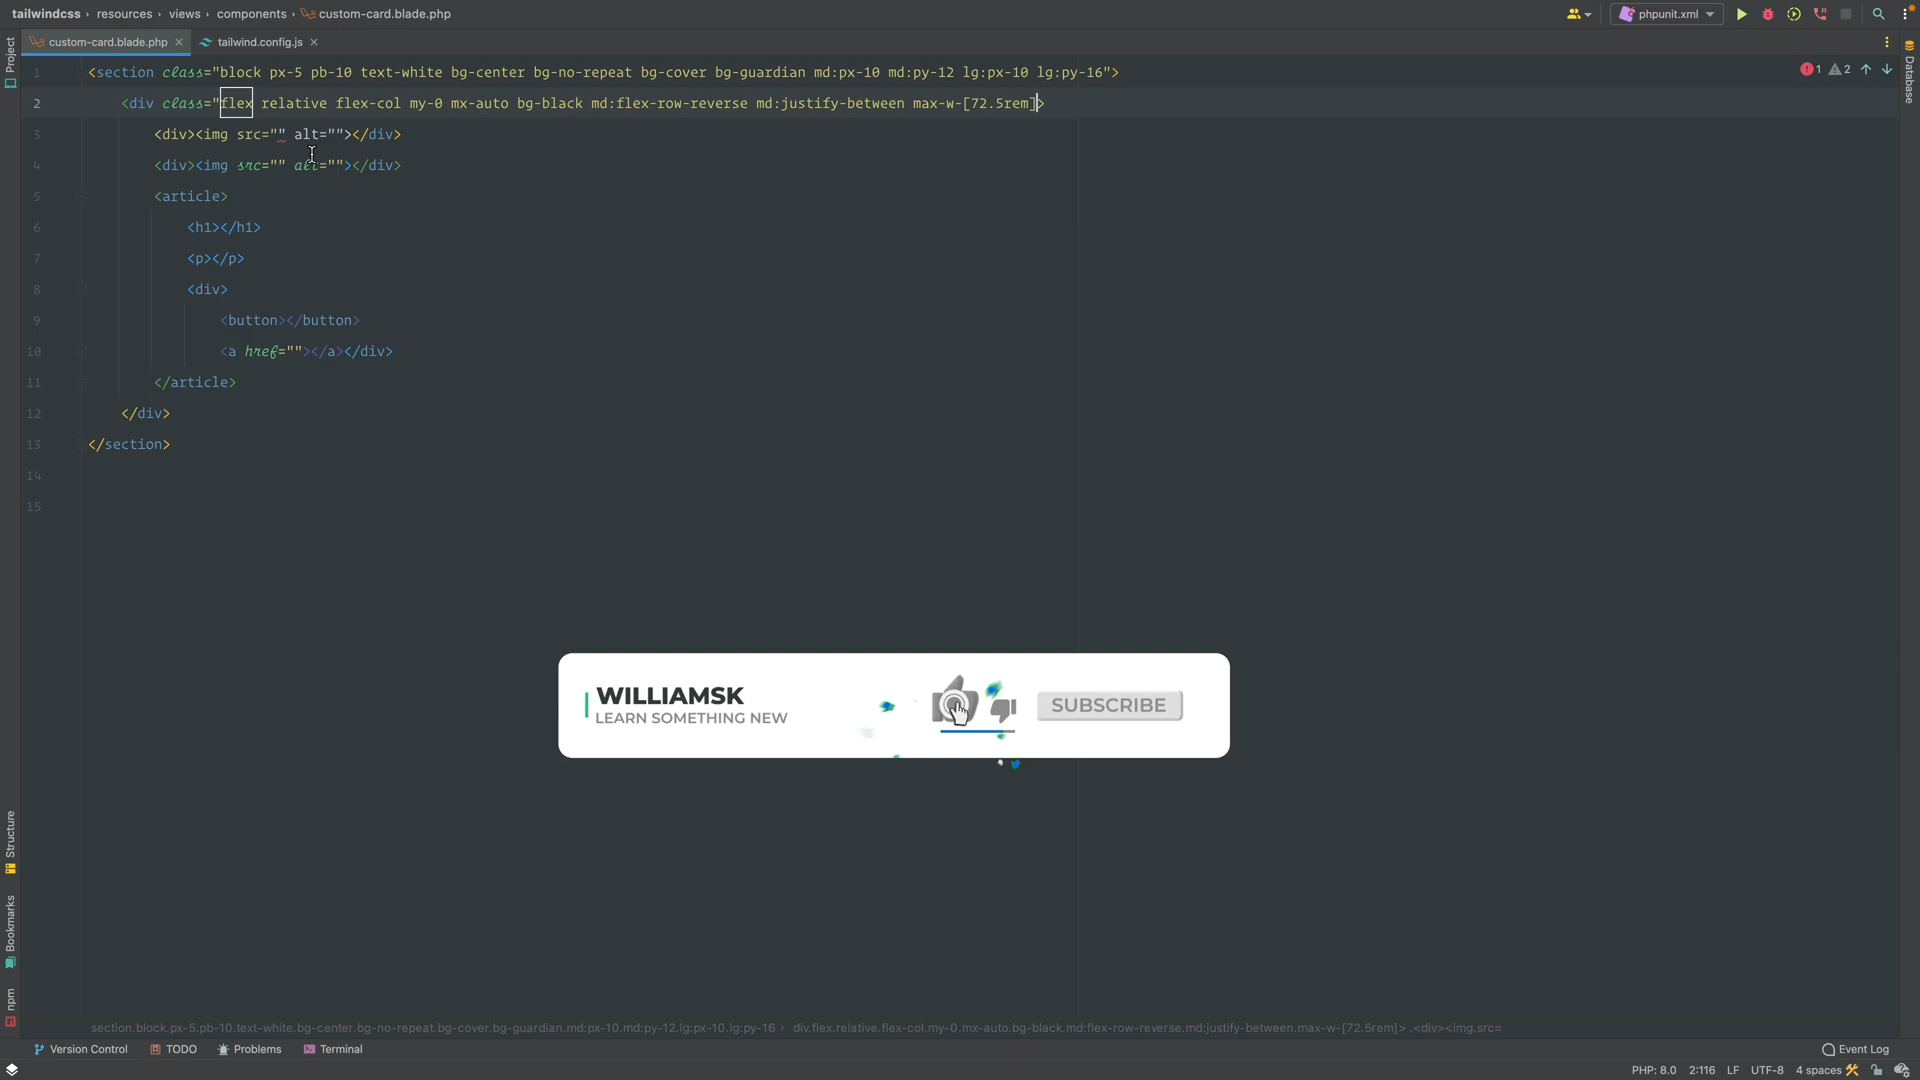 tailwindcss › resources › views › components › custom-card.blade.php
phpunit.xml
custom-card.blade.php
tailwind.config.js
Project
Database
1 <section class="block px-5 pb-10 text-white bg-center bg-no-repeat bg-cover bg-guardian md:px-10 md:py-12 lg:px-10 lg:py-16">
1 2
2 <div class="flex relative flex-col my-0 mx-auto bg-black md:flex-row-reverse md:justify-between max-w-[72.5rem]>
3 <div><img src="" alt=""></div>
4 <div><img src="" alt=""></div>
5 <article>
6 <h1></h1>
7 <p></p>
8 <div>
9 <button></button>
10 <a href=""></a></div>
11 </article>
12 </div>
13 </section>
14
15
WILLIAMSK
LEARN SOMETHING NEW
SUBSCRIBE
Structure
Bookmarks
npm
section.block.px-5.pb-10.text-white.bg-center.bg-no-repeat.bg-cover.bg-guardian.md:px-10.md:py-12.lg:px-10.lg:py-16 › div.flex.relative.flex-col.my-0.mx-auto.bg-black.md:flex-row-reverse.md:justify-between.max-w-[72.5rem]> .<div><img.src=
Version Control
TODO
Problems
Terminal
Event Log
PHP: 8.0 2:116 LF UTF-8 4 spaces